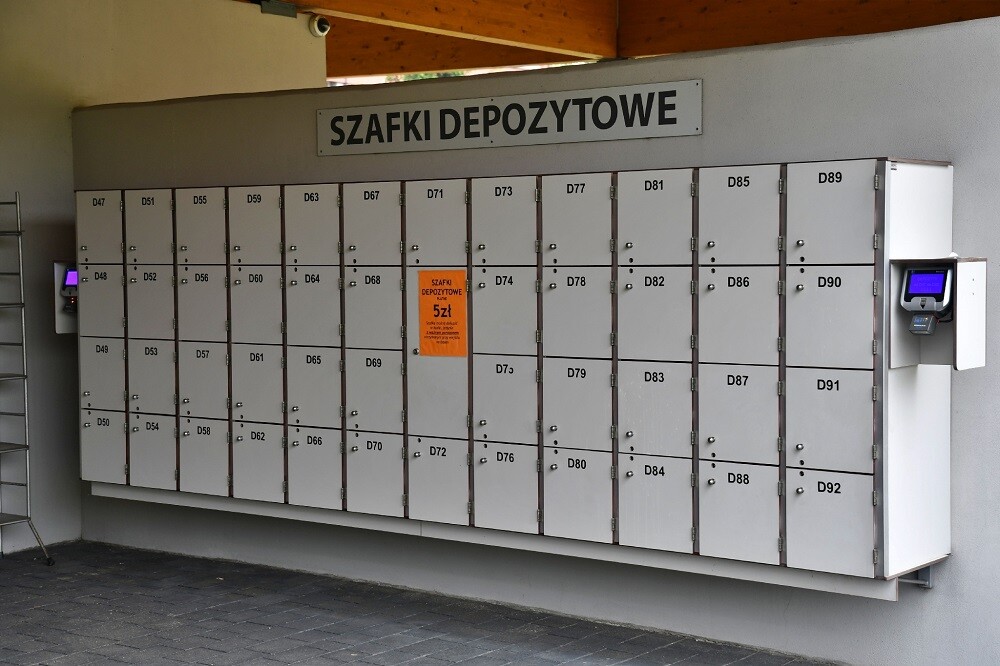 SZAFKI DEPOZYTOWE
D47 D51 D55 D59 D63 D67 D71 D73 D77 D81 D85 D89
D48 D52 D56 D60 D64 D68 D74 D78 D82 D86 D90
SZAFKI
DEPOZYTOWE
5zł
D49 D53 D57 D61 D65 D69 D75 D79 D83 D87 D91
D50 D54 D58 D62 D66 D70 D72 D76 D80 D84 D88 D92